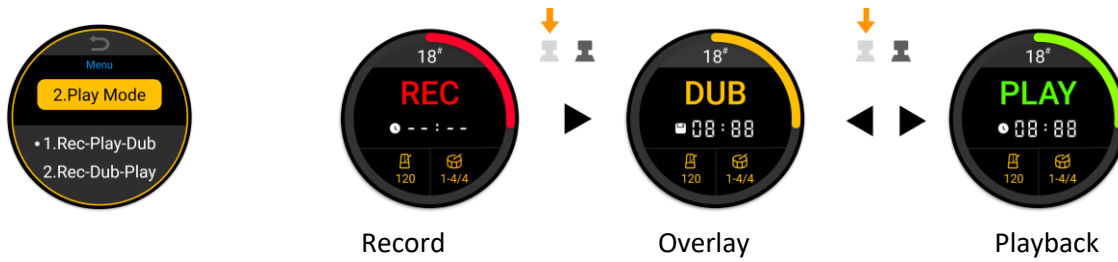 Menu
2.Play Mode
•1.Rec-Play-Dub
2.Rec-Dub-Play
18#
REC
--:--
120
1-4/4
Record
18#
DUB
08:88
120
1-4/4
Overlay
18#
PLAY
08:88
120
1-4/4
Playback